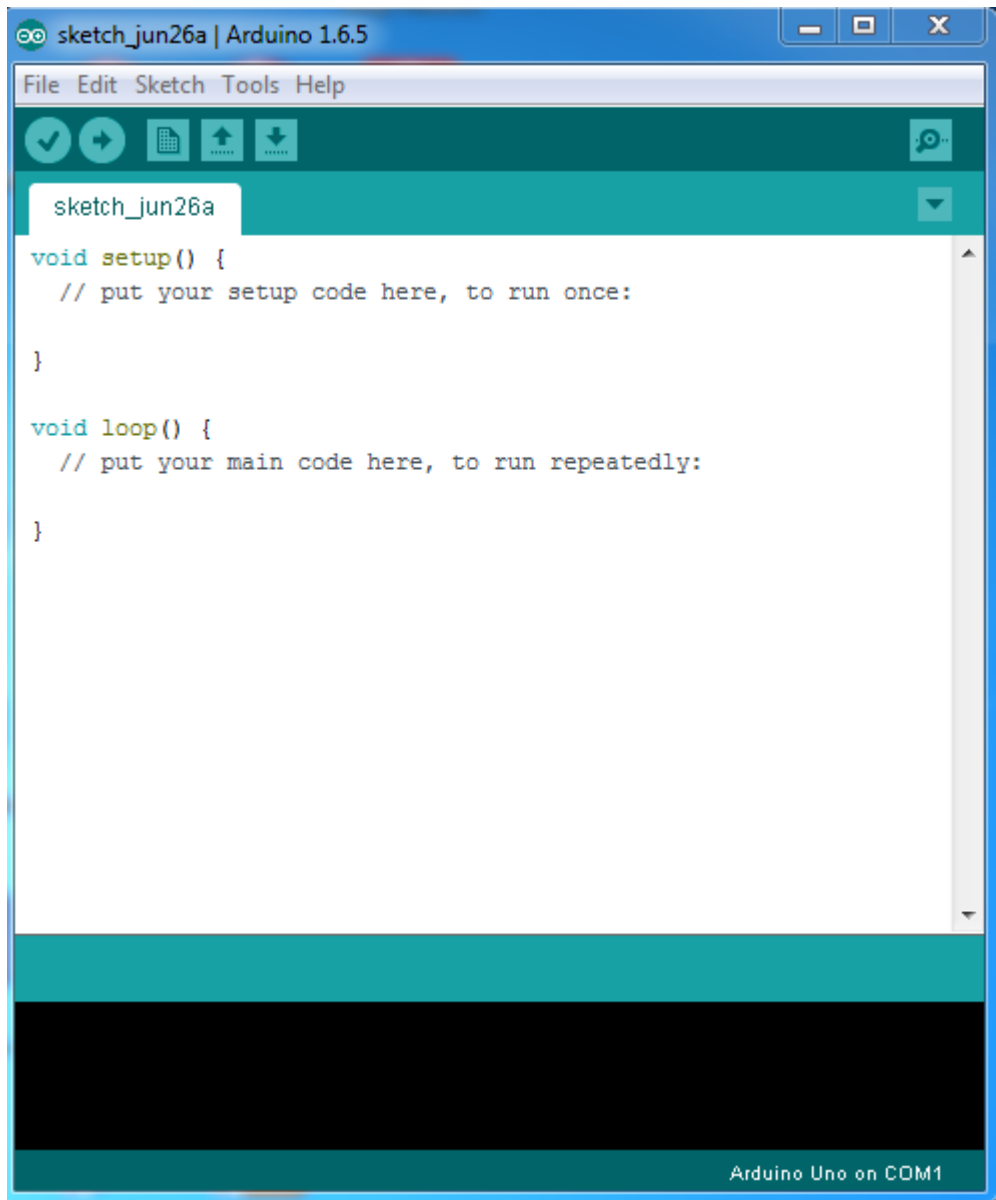 sketch_jun26a | Arduino 1.6.5
File Edit Sketch Tools Help
sketch_jun26a
void setup() {
  // put your setup code here, to run once:
}
void loop() {
  // put your main code here, to run repeatedly:
}
Arduino Uno on COM1